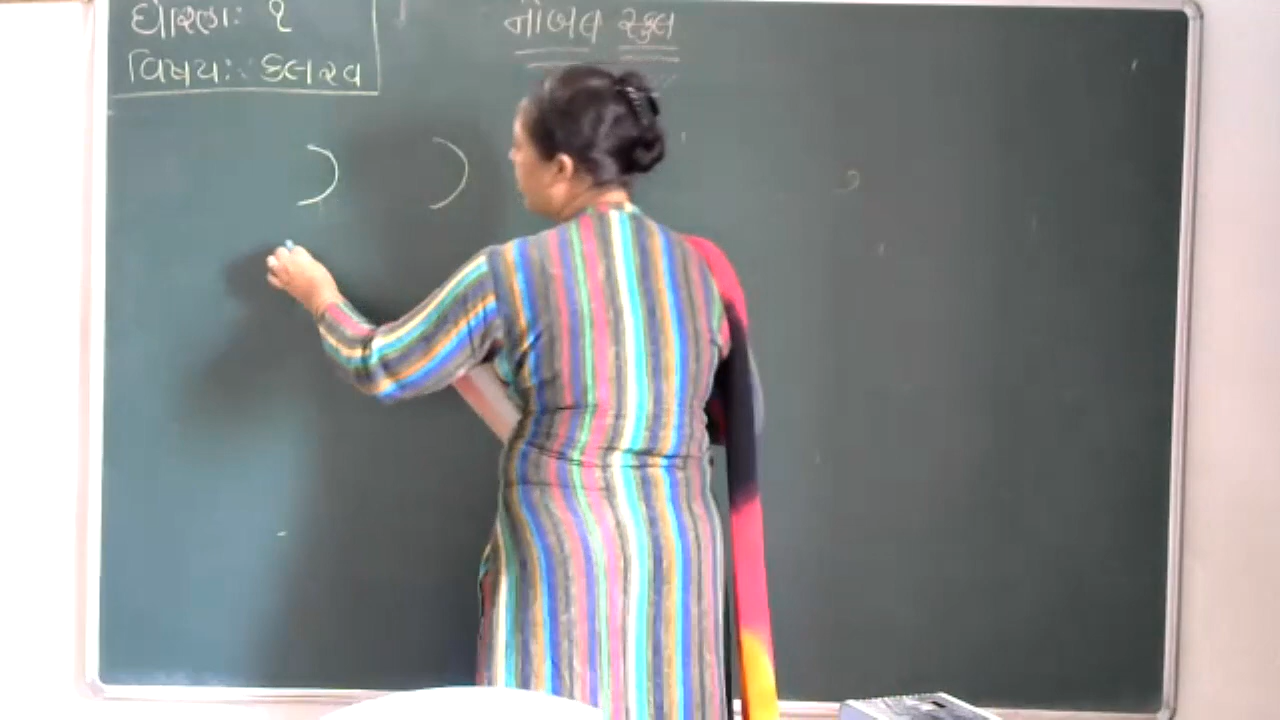 ધોરણઃ ૧
નોબલ સ્કુલ
વિષયઃ કલરવ